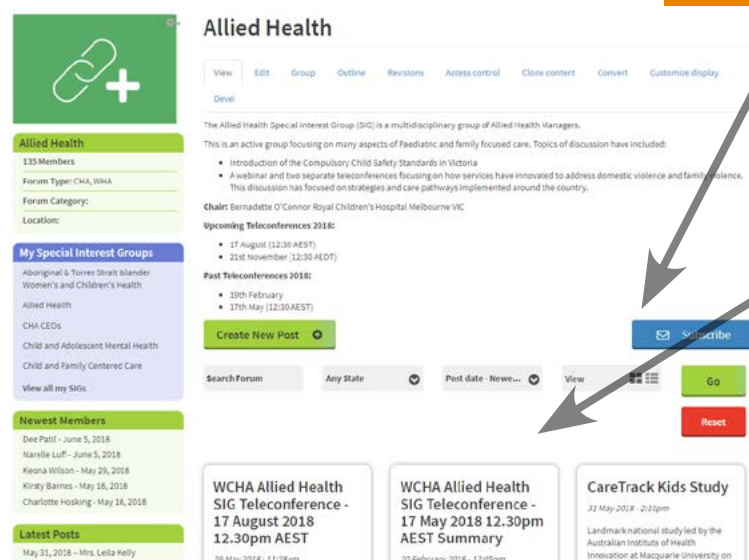 Allied Health
View Edit Group Outline Revisions Access control Clone content Convert Customize display
Devel
The Allied Health Special Interest Group (SIG) is a multidisciplinary group of Allied Health Managers.
This is an active group focusing on many aspects of Paediatric and family focused care. Topics of discussion have included:
• Introduction of the Compulsory Child Safety Standards in Victoria
• A webinar and two separate teleconferences focusing on how services have innovated to address domestic violence and family violence.
This discussion has focused on strategies and care pathways implemented around the country.
Chair: Bernadette O'Connor Royal Children's Hospital Melbourne VIC
Upcoming Teleconferences 2018:
• 17 August (12:30 AEST)
• 21st November (12:30 AEDT)
Past Teleconferences 2018:
• 19th February
• 17th May (12:30 AEST)
Create New Post
Subscribe
Search Forum Any State Post date - Newe... View Go
Reset
WCHA Allied Health
SIG Teleconference -
17 August 2018
12.30pm AEST
29 May 2018 - 11:28am
WCHA Allied Health
SIG Teleconference -
17 May 2018 12.30pm
AEST Summary
20 February 2018 - 12:05pm
CareTrack Kids Study
31 May 2018 - 2:10pm
Landmark national study led by the
Australian Institute of Health
Innovation at Macquarie University on
Allied Health
135 Members
Forum Type: CHA, WHA
Forum Category:
Location:
My Special Interest Groups
Aboriginal & Torres Strait Islander
Women's and Children's Health
Allied Health
CHA CEOs
Child and Adolescent Mental Health
Child and Family Centered Care
View all my SIGs
Newest Members
Dee Patil - June 5, 2018
Narelle Luff - June 5, 2018
Keona Wilson - May 29, 2018
Kirsty Barnes - May 18, 2018
Charlotte Hosking - May 18, 2018
Latest Posts
May 31, 2018 – Mrs. Leila Kelly